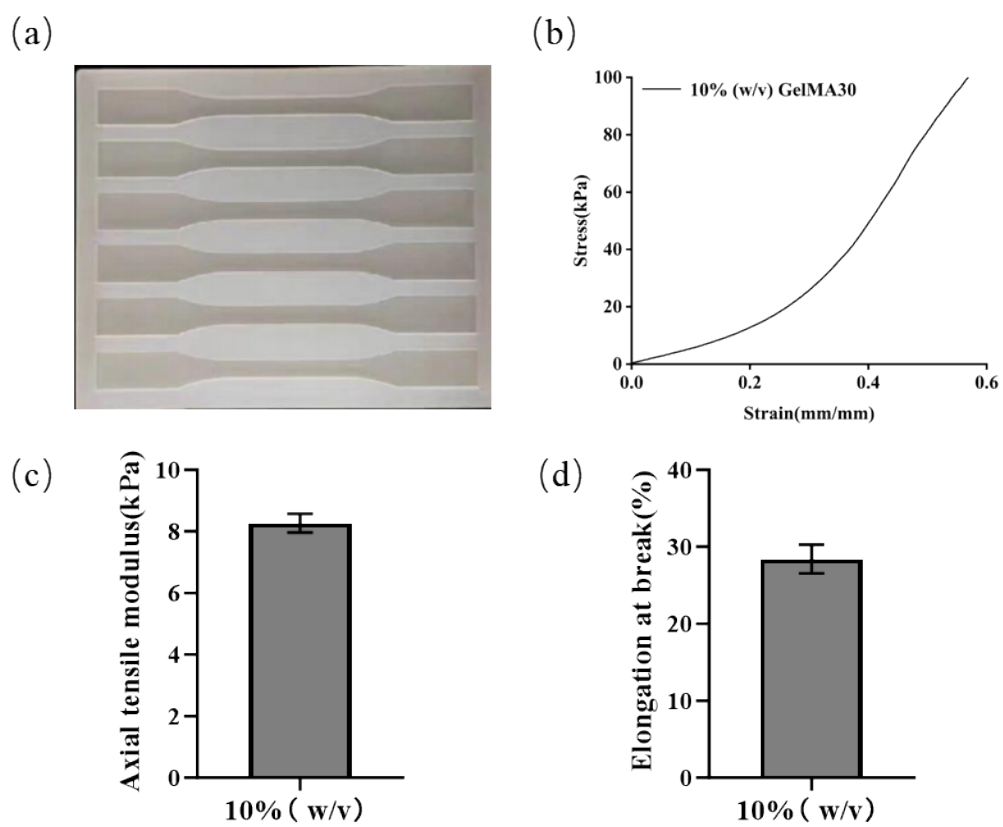 (a)
(b)
100
80
60
40
20
0
Stress(kPa)
10% (w/v) GelMA30
0.0
0.2
0.4
0.6
Strain(mm/mm)
(c)
Axial tensile modulus(kPa)
10
8
6
4
2
0
10%( w/v)
(d)
Elongation at break(%)
40
30
20
10
0
10%( w/v)